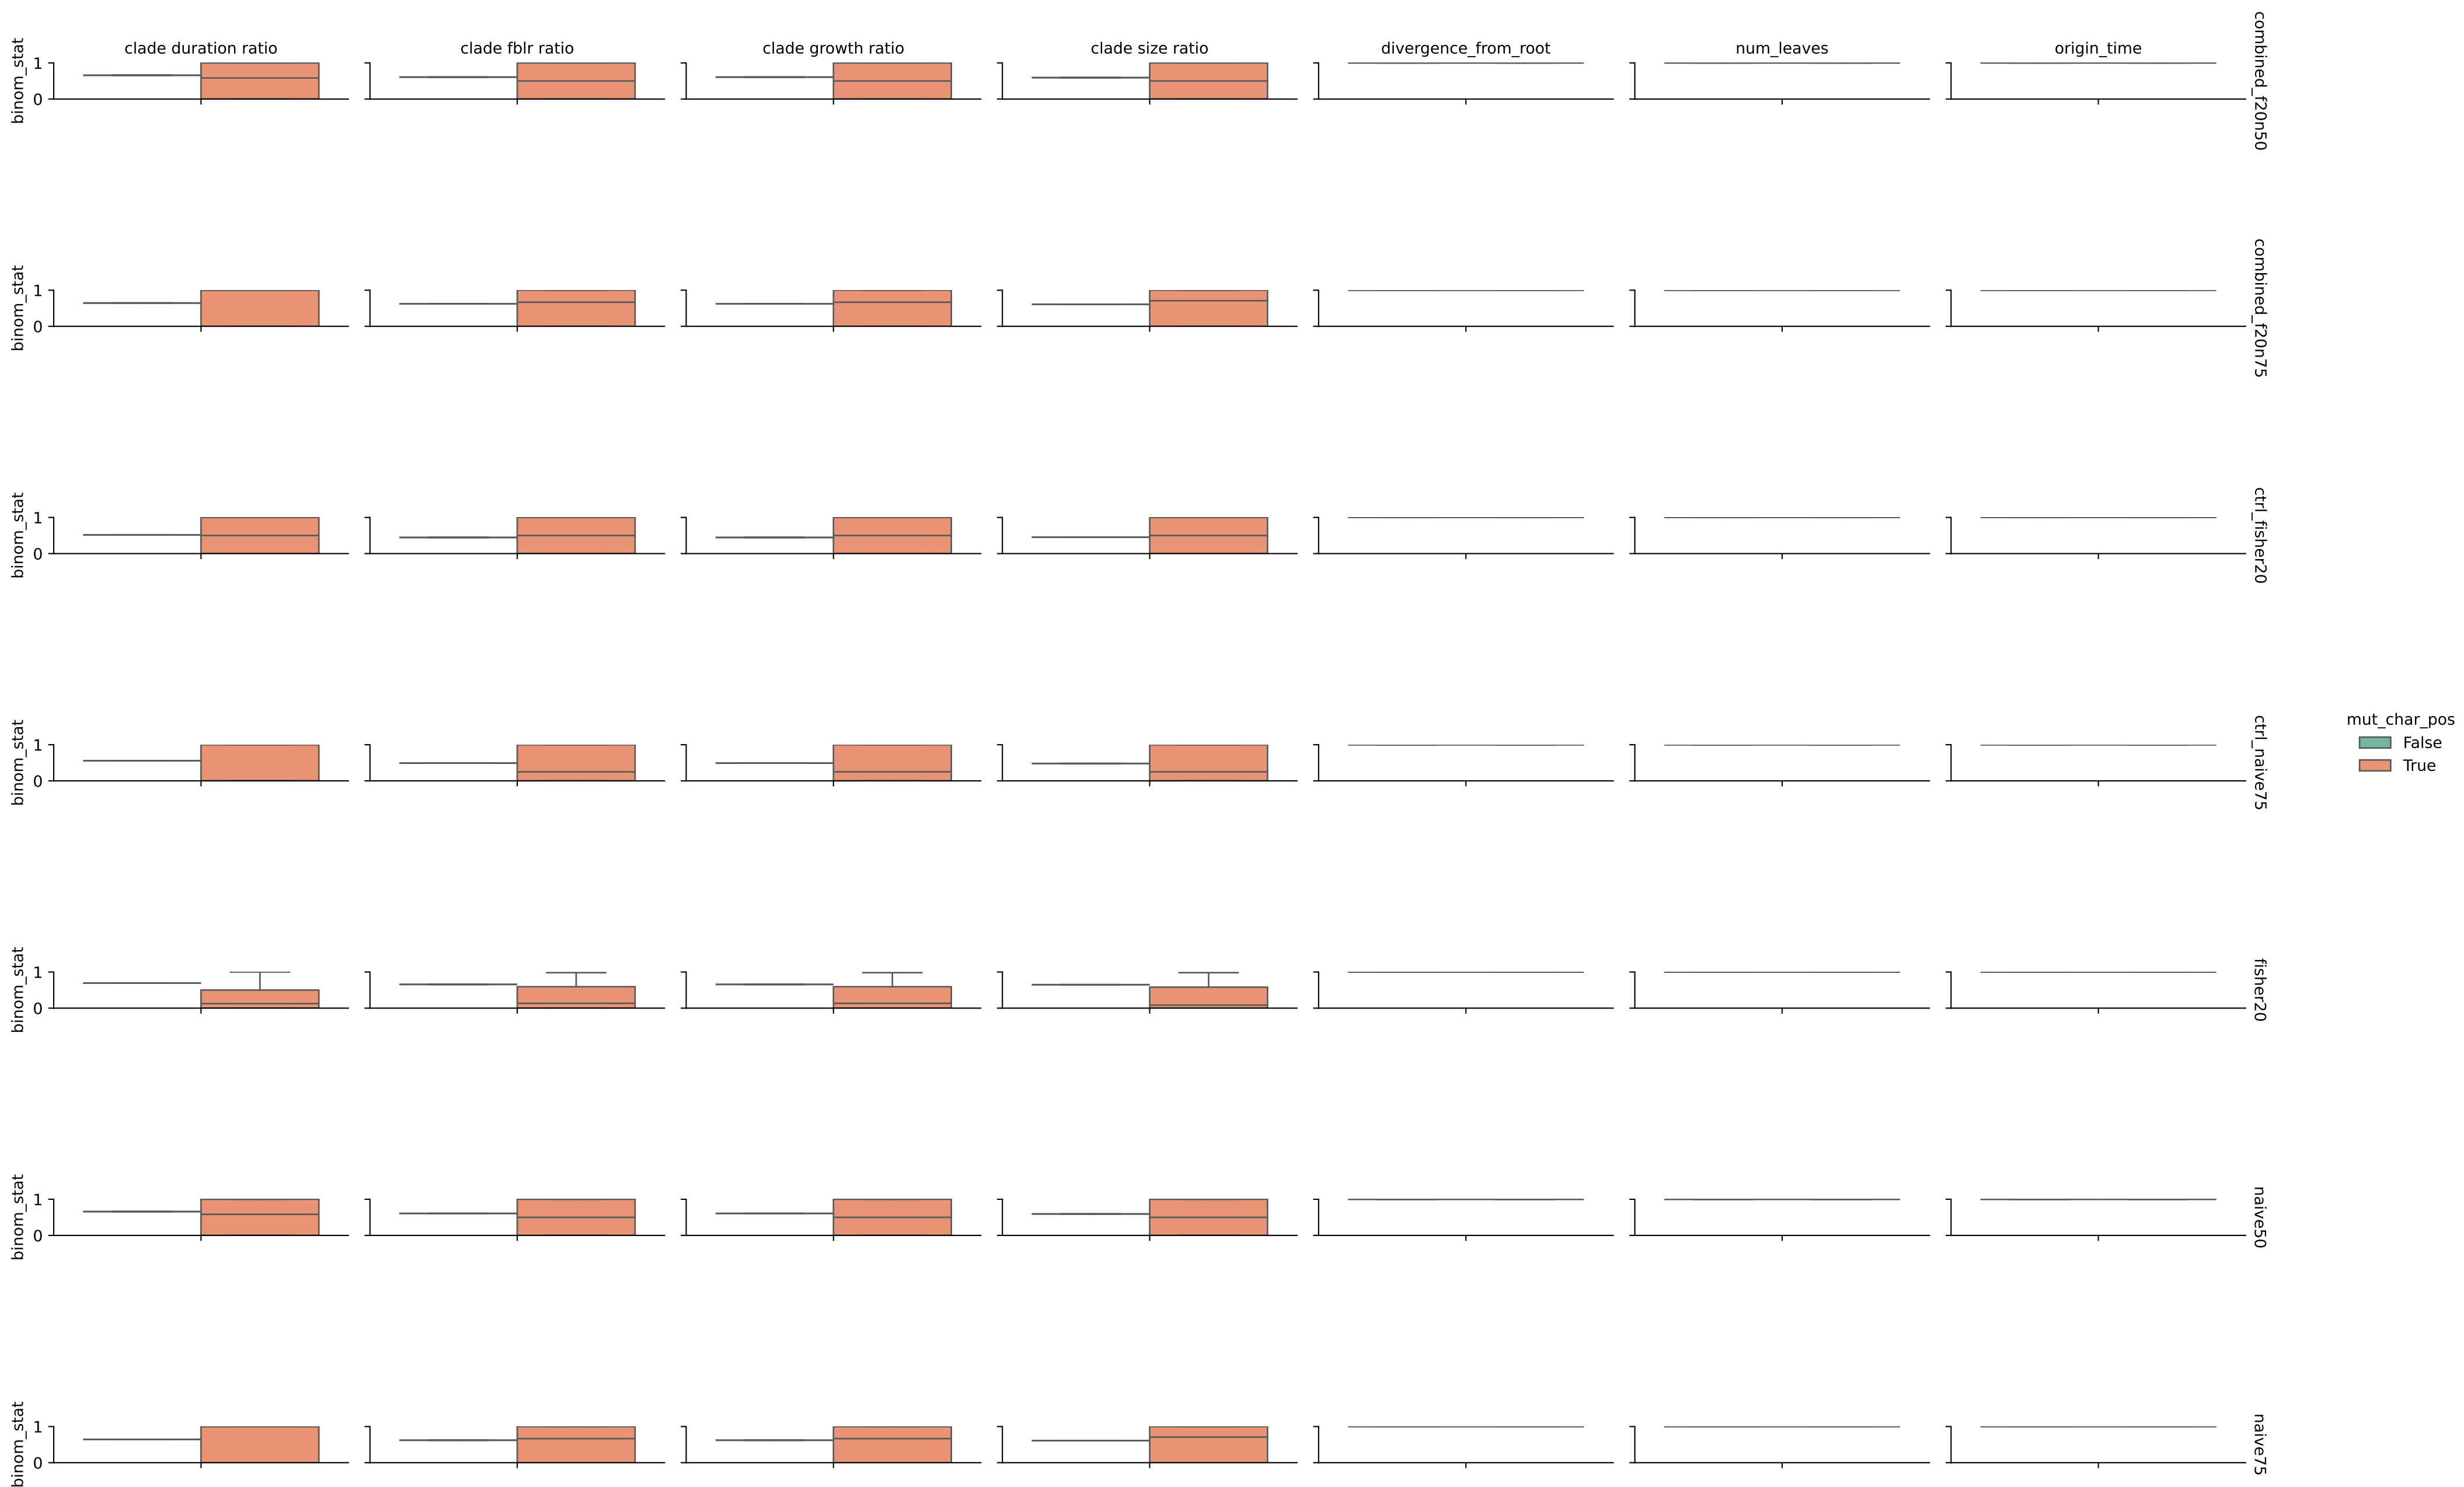 clade duration ratio
clade fblr ratio
clade growth ratio
clade size ratio
divergence_from_root
num_leaves
origin_time
binom_stat
1
0
combined_f20n50
binom_stat
1
0
combined_f20n75
binom_stat
1
0
ctrl_fisher20
binom_stat
1
0
ctrl_naive75
mut_char_pos
False
True
binom_stat
1
0
fisher20
binom_stat
1
0
naive50
binom_stat
1
0
naive75